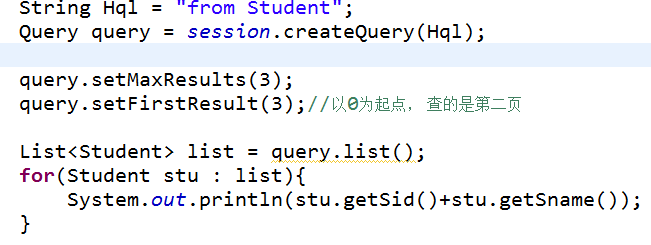 String Hql = "from Student";
Query query = session.createQuery(Hql);
query.setMaxResults(3);
query.setFirstResult(3);//以0为起点, 查的是第二页
List<Student> list = query.list();
for(Student stu : list){
System.out.println(stu.getSid()+stu.getSname());
}